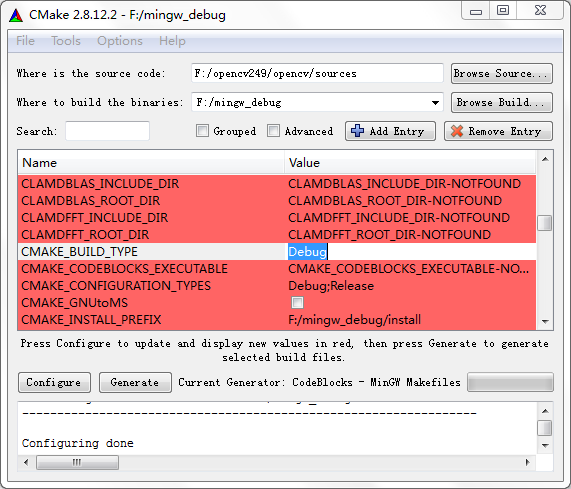 CMake 2.8.12.2 - F:/mingw_debug
File Tools Options Help
Where is the source code: F:/opencv249/opencv/sources Browse Source...
Where to build the binaries: F:/mingw_debug Browse Build...
Search: Grouped Advanced Add Entry Remove Entry
Name Value
CLAMDBLAS_INCLUDE_DIR CLAMDBLAS_INCLUDE_DIR-NOTFOUND
CLAMDBLAS_ROOT_DIR CLAMDBLAS_ROOT_DIR-NOTFOUND
CLAMDFFT_INCLUDE_DIR CLAMDFFT_INCLUDE_DIR-NOTFOUND
CLAMDFFT_ROOT_DIR CLAMDFFT_ROOT_DIR-NOTFOUND
CMAKE_BUILD_TYPE Debug
CMAKE_CODEBLOCKS_EXECUTABLE CMAKE_CODEBLOCKS_EXECUTABLE-NO...
CMAKE_CONFIGURATION_TYPES Debug;Release
CMAKE_GNUtoMS
CMAKE_INSTALL_PREFIX F:/mingw_debug/install
Press Configure to update and display new values in red, then press Generate to generate
selected build files.
Configure Generate Current Generator: CodeBlocks - MinGW Makefiles
-----------------------------------------------------------------
Configuring done